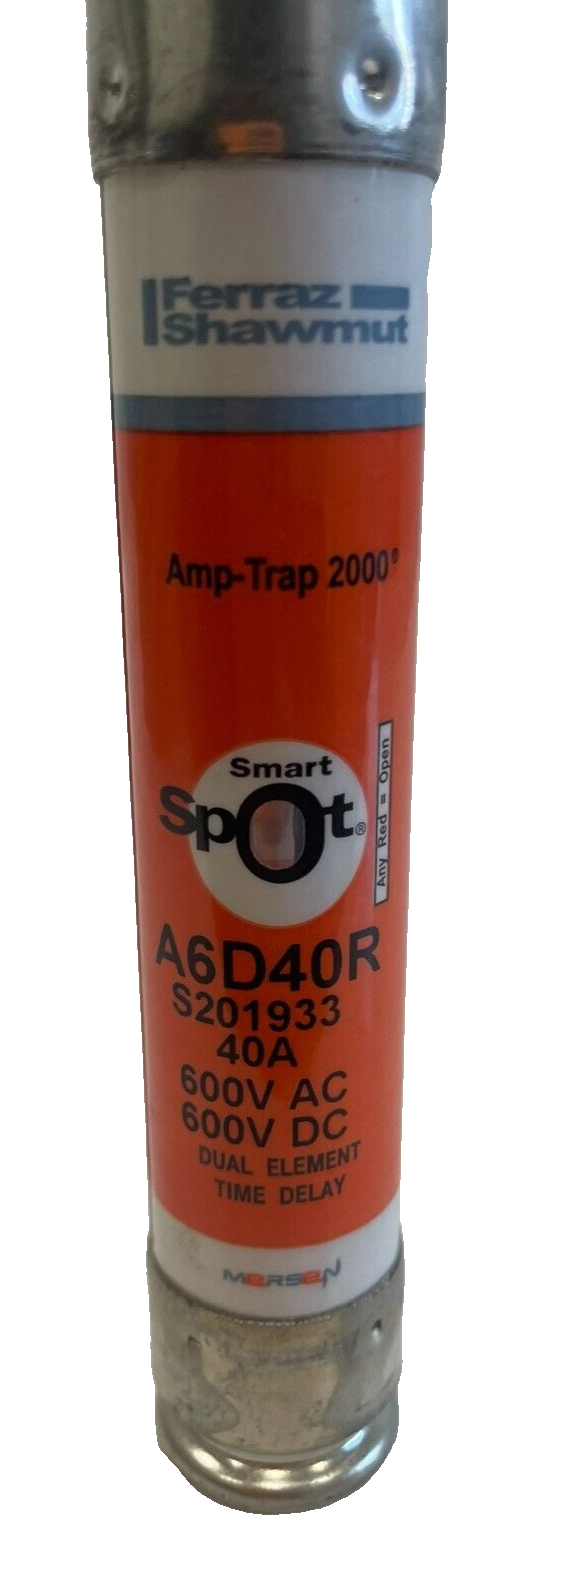 Ferraz
Shawmut
Amp-Trap 2000®
Smart
Spot®
Any Red = Open
A6D40R
S201933
40A
600V AC
600V DC
DUAL ELEMENT
TIME DELAY
MERSEN